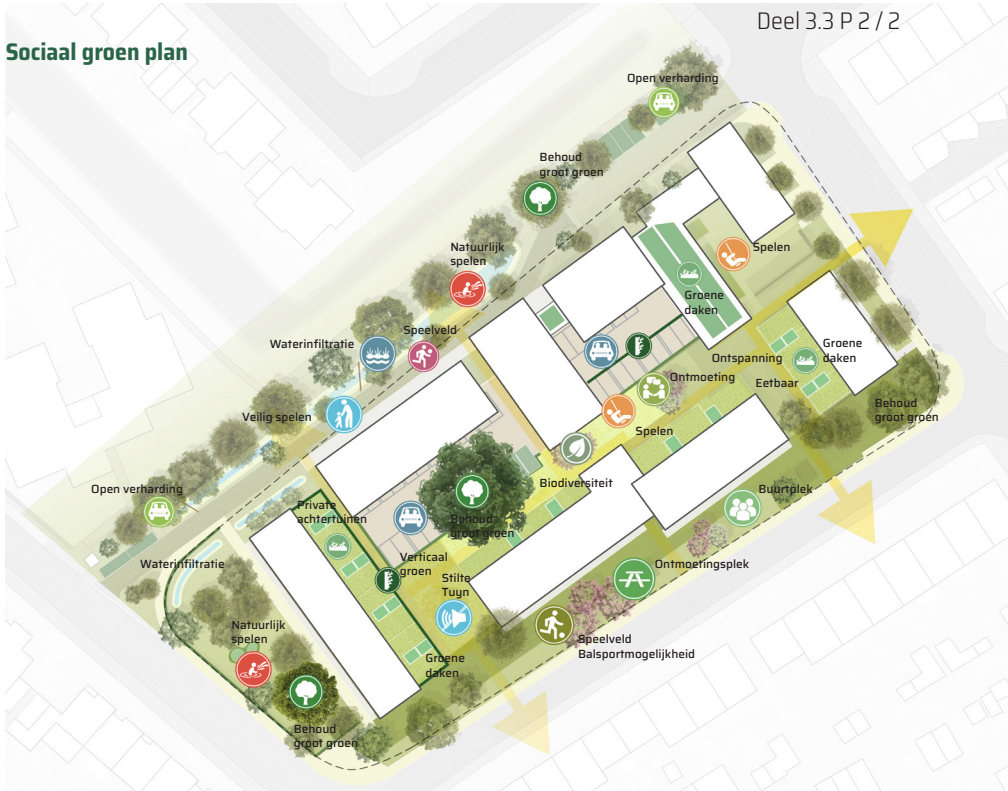 Deel 3.3 P 2 / 2
Sociaal groen plan
Open verharding
Behoud
groot groen
Natuurlijk
spelen
Spelen
Groene
daken
Waterinfiltratie
Speelveld
Ontspanning
Groene
daken
Ontmoeting
Eetbaar
Behoud
groot groen
Veilig spelen
Spelen
Biodiversiteit
Open verharding
Private
achtertuinen
Behoud
groot groen
Buurtplek
Waterinfiltratie
Verticaal
groen
Ontmoetingsplek
Stilte
Tuyn
Natuurlijk
spelen
Speelveld
Balsportmogelijkheid
Groene
daken
Behoud
groot groen